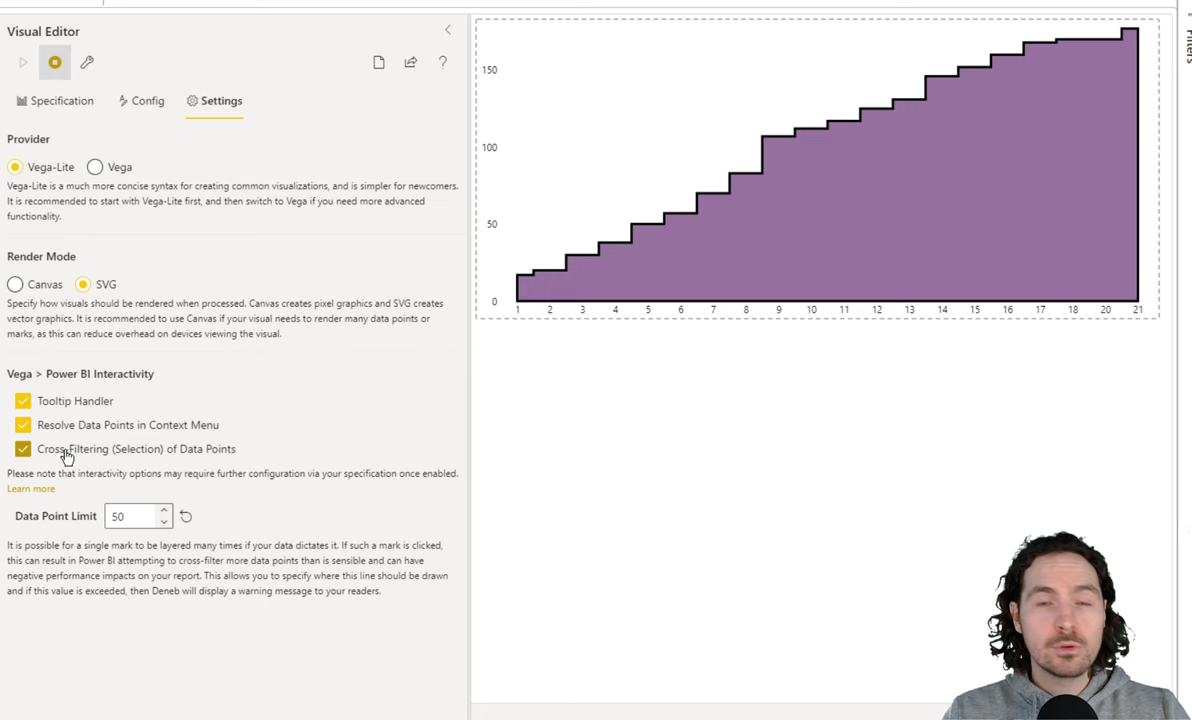 Visual Editor
?
Specification
Config
Settings
Provider
Vega-Lite
Vega
Vega-Lite is a much more concise syntax for creating common visualizations, and is simpler for newcomers.
It is recommended to start with Vega-Lite first, and then switch to Vega if you need more advanced
functionality.
Render Mode
Canvas
SVG
Specify how visuals should be rendered when processed. Canvas creates pixel graphics and SVG creates
vector graphics. It is recommended to use Canvas if your visual needs to render many data points or
marks, as this can reduce overhead on devices viewing the visual.
Vega > Power BI Interactivity
Tooltip Handler
Resolve Data Points in Context Menu
Cross-Filtering (Selection) of Data Points
Please note that interactivity options may require further configuration via your specification once enabled.
Learn more
Data Point Limit 50
It is possible for a single mark to be layered many times if your data dictates it. If such a mark is clicked,
this can result in Power BI attempting to cross-filter more data points than is sensible and can have
negative performance impacts on your report. This allows you to specify where this line should be drawn
and if this value is exceeded, then Deneb will display a warning message to your readers.
150
100
50
0
1 2 3 4 5 6 7 8 9 10 11 12 13 14 15 16 17 18 20 21
Filters